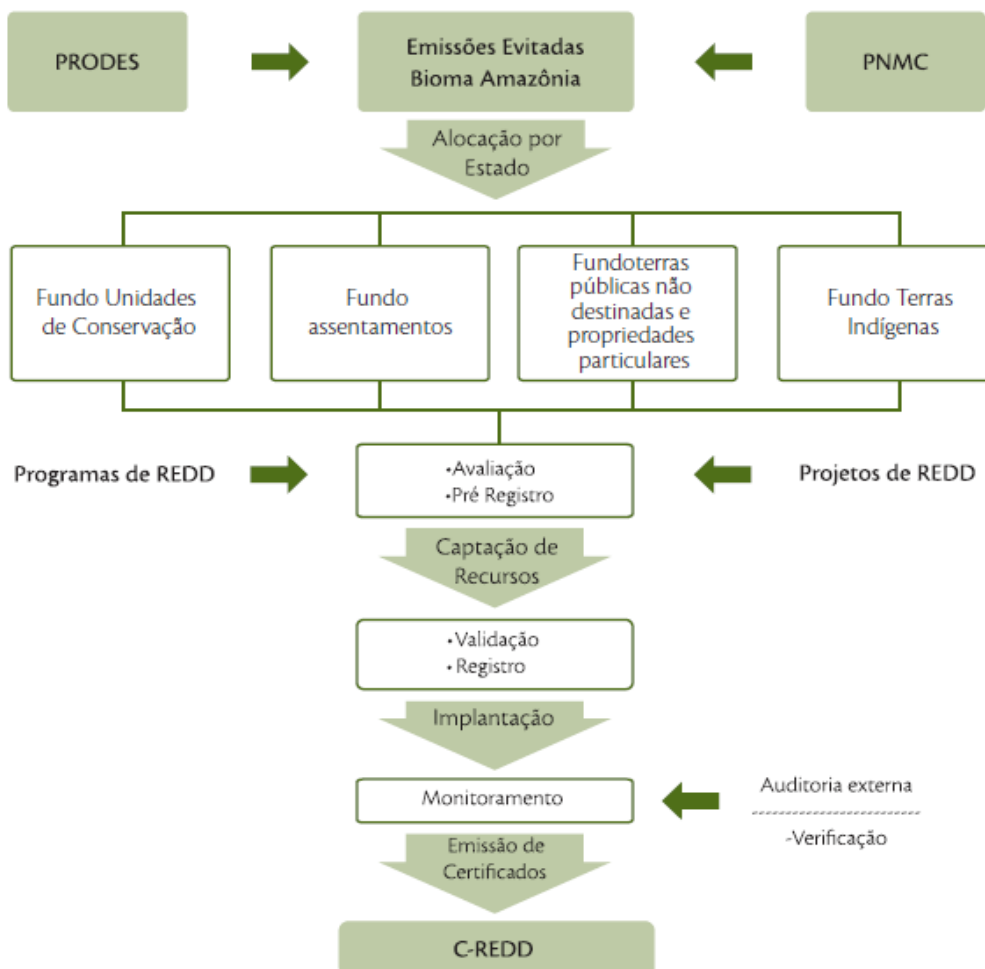 PRODES
Emissões Evitadas
Bioma Amazônia
PNMC
Alocação por
Estado
Fundo Unidades
de Conservação
Fundo
assentamentos
Fundoterras
públicas não
destinadas e
propriedades
particulares
Fundo Terras
Indígenas
Programas de REDD
•Avaliação
•Pré Registro
Projetos de REDD
Captação de
Recursos
•Validação
•Registro
Implantação
Monitoramento
Auditoria externa
-Verificação
Emissão de
Certificados
C-REDD